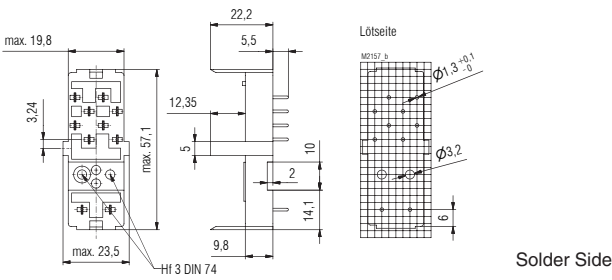 22,2
max. 19,8
5,5
Lötseite
M2157_b
Ø1,3 +0,1 -0
12,35
3,24
max. 57,1
5
10
Ø3,2
2
14,1
6
9,8
max. 23,5
Hf 3 DIN 74
Solder Side